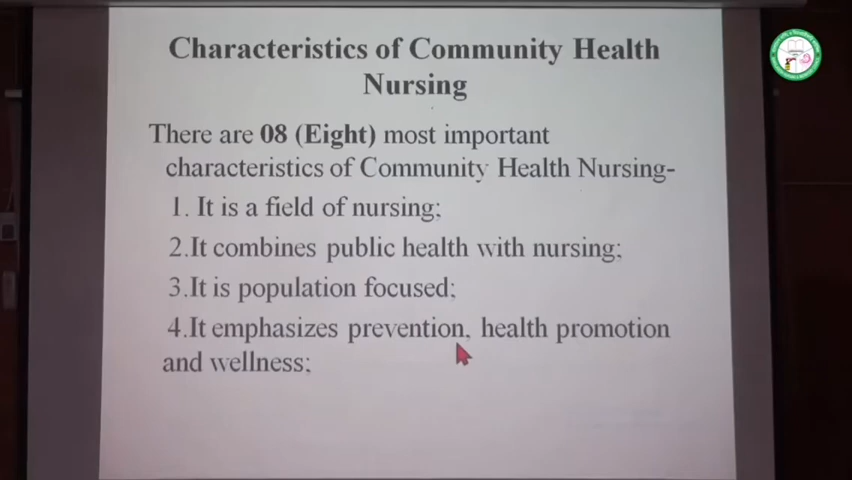 Characteristics of Community Health
Nursing
There are 08 (Eight) most important
characteristics of Community Health Nursing-
1. It is a field of nursing;
2.It combines public health with nursing;
3.It is population focused;
4.It emphasizes prevention, health promotion
and wellness;